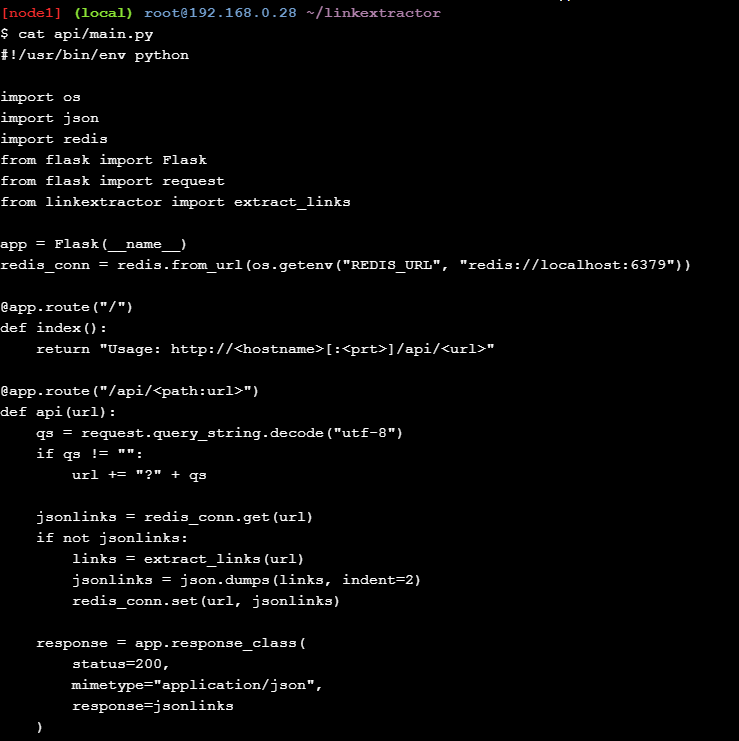 [node1] (local) root@192.168.0.28 ~/linkextractor
$ cat api/main.py
#!/usr/bin/env python

import os
import json
import redis
from flask import Flask
from flask import request
from linkextractor import extract_links

app = Flask(__name__)
redis_conn = redis.from_url(os.getenv("REDIS_URL", "redis://localhost:6379"))

@app.route("/")
def index():
    return "Usage: http://<hostname>[:<prt>]/api/<url>"

@app.route("/api/<path:url>")
def api(url):
    qs = request.query_string.decode("utf-8")
    if qs != "":
        url += "?" + qs

    jsonlinks = redis_conn.get(url)
    if not jsonlinks:
        links = extract_links(url)
        jsonlinks = json.dumps(links, indent=2)
        redis_conn.set(url, jsonlinks)

    response = app.response_class(
        status=200,
        mimetype="application/json",
        response=jsonlinks
    )